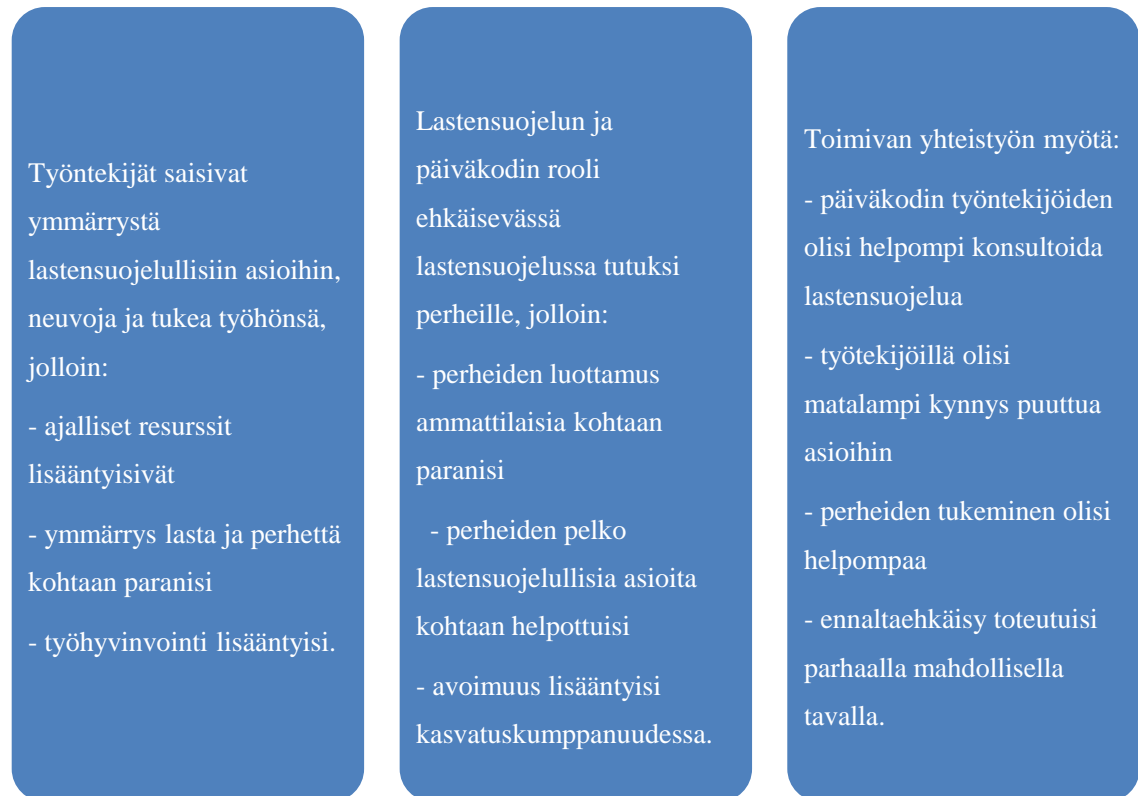 Työntekijät saisivat
ymmärrystä
lastensuojelullisiin asioihin,
neuvoja ja tukea työhönsä,
jolloin:
- ajalliset resurssit
lisääntyisivät
- ymmärrys lasta ja perhettä
kohtaan paranisi
- työhyvinvointi lisääntyisi.
Lastensuojelun ja
päiväkodin rooli
ehkäisevässä
lastensuojelussa tutuksi
perheille, jolloin:
- perheiden luottamus
ammattilaisia kohtaan
paranisi
- perheiden pelko
lastensuojelullisia asioita
kohtaan helpottuisi
- avoimuus lisääntyisi
kasvatuskumppanuudessa.
Toimivan yhteistyön myötä:
- päiväkodin työntekijöiden
olisi helpompi konsultoida
lastensuojelua
- työtekijöillä olisi
matalampi kynnys puuttua
asioihin
- perheiden tukeminen olisi
helpompaa
- ennaltaehkäisy toteutuisi
parhaalla mahdollisella
tavalla.